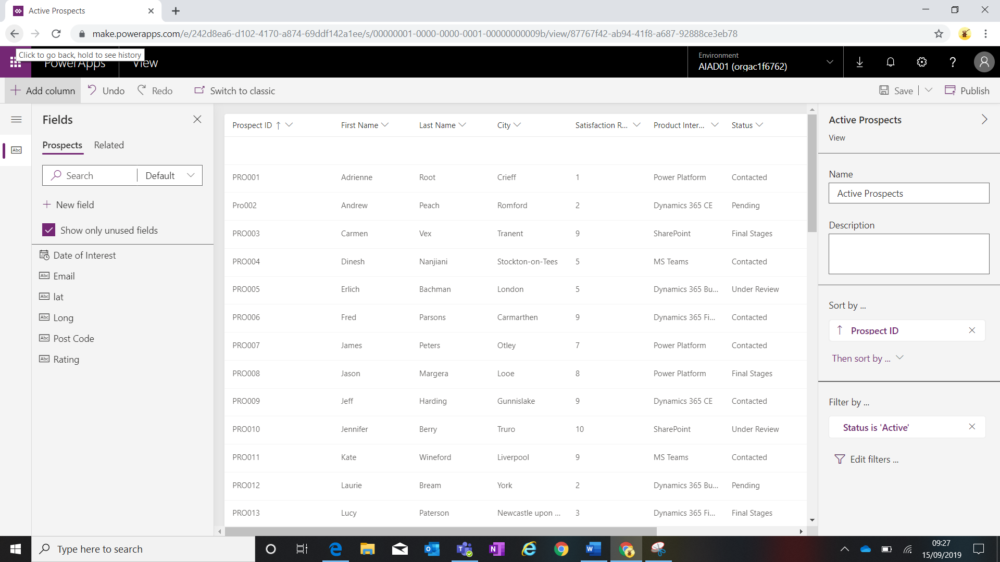 Active Prospects
make.powerapps.com/e/242d8ea6-d102-4170-a874-69ddf142a1ee/s/00000001-0000-0000-0001-00000000009b/view/87767f42-ab94-41f8-a687-92888ce3eb78
Click to go back, hold to see history
PowerApps View
Environment
AIAD01 (orgac1f6762)
Add column Undo Redo Switch to classic Save Publish
Fields
Prospects Related
Search Default
New field
Show only unused fields
Date of Interest
Abc Email
Abc lat
Abc Long
Abc Post Code
Abc Rating
Abc
Prospect ID First Name Last Name City Satisfaction R... Product Inter... Status
PRO001 Adrienne Root Crieff 1 Power Platform Contacted
Pro002 Andrew Peach Romford 2 Dynamics 365 CE Pending
PRO003 Carmen Vex Tranent 9 SharePoint Final Stages
PRO004 Dinesh Nanjiani Stockton-on-Tees 5 MS Teams Contacted
PRO005 Erlich Bachman London 5 Dynamics 365 Bu... Under Review
PRO006 Fred Parsons Carmarthen 9 Dynamics 365 Fi... Contacted
PRO007 James Peters Otley 7 Power Platform Contacted
PRO008 Jason Margera Looe 8 Power Platform Final Stages
PRO009 Jeff Harding Gunnislake 9 Dynamics 365 CE Contacted
PRO010 Jennifer Berry Truro 10 SharePoint Under Review
PRO011 Kate Wineford Liverpool 9 MS Teams Contacted
PRO012 Laurie Bream York 2 Dynamics 365 Bu... Pending
PRO013 Lucy Paterson Newcastle upon ... 3 Dynamics 365 Fi... Final Stages
Active Prospects
View
Name
Active Prospects
Description
Sort by ...
Prospect ID
Then sort by ...
Filter by ...
Status is 'Active'
Edit filters ...
Type here to search
09:27
15/09/2019